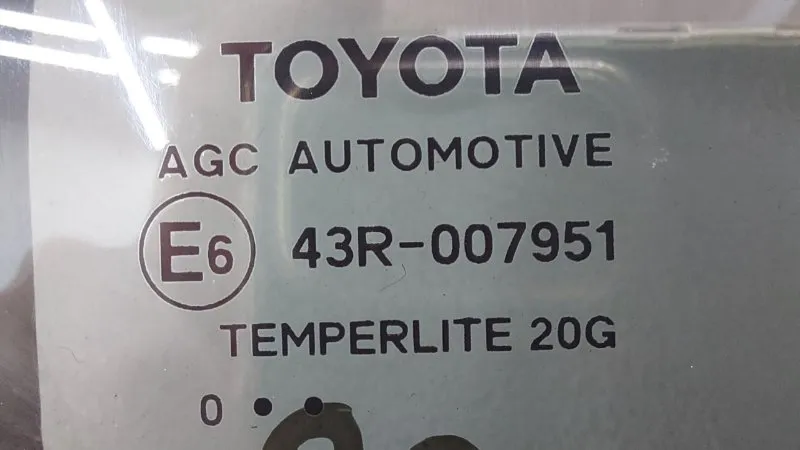 TOYOTA
AGC AUTOMOTIVE
E6 43R-007951
TEMPERLITE 20G
0 ● ●